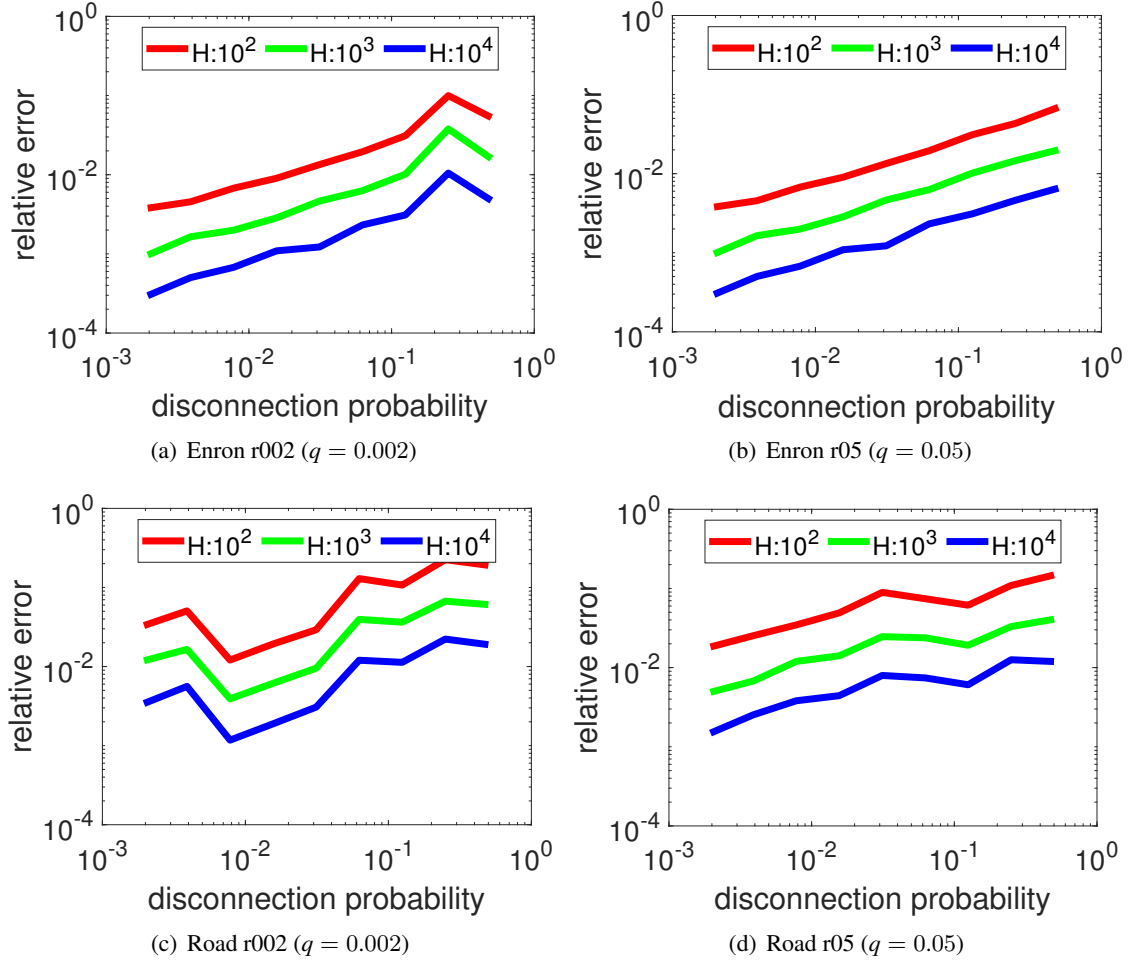 H:10^2 H:10^3 H:10^4
10^0
10^-2
10^-4
relative error
10^-3 10^-2 10^-1 10^0
disconnection probability
(a) Enron r002 (q = 0.002)
H:10^2 H:10^3 H:10^4
10^0
10^-2
10^-4
relative error
10^-3 10^-2 10^-1 10^0
disconnection probability
(b) Enron r05 (q = 0.05)
H:10^2 H:10^3 H:10^4
10^0
10^-2
10^-4
relative error
10^-3 10^-2 10^-1 10^0
disconnection probability
(c) Road r002 (q = 0.002)
H:10^2 H:10^3 H:10^4
10^0
10^-2
10^-4
relative error
10^-3 10^-2 10^-1 10^0
disconnection probability
(d) Road r05 (q = 0.05)